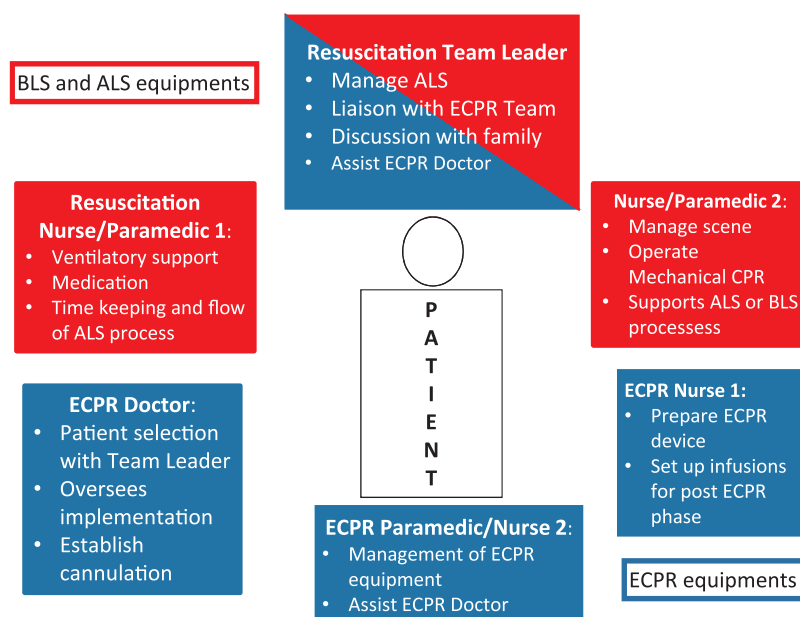 Resuscitation Team Leader
• Manage ALS
• Liaison with ECPR Team
• Discussion with family
• Assist ECPR Doctor
BLS and ALS equipments
Resuscitation
Nurse/Paramedic 1:
• Ventilatory support
• Medication
• Time keeping and flow
of ALS process
Nurse/Paramedic 2:
• Manage scene
• Operate
Mechanical CPR
• Supports ALS or BLS
processess
P
A
T
I
E
N
T
ECPR Doctor:
• Patient selection
with Team Leader
• Oversees
implementation
• Establish
cannulation
ECPR Nurse 1:
• Prepare ECPR
device
• Set up infusions
for post ECPR
phase
ECPR Paramedic/Nurse 2:
• Management of ECPR
equipment
• Assist ECPR Doctor
ECPR equipments